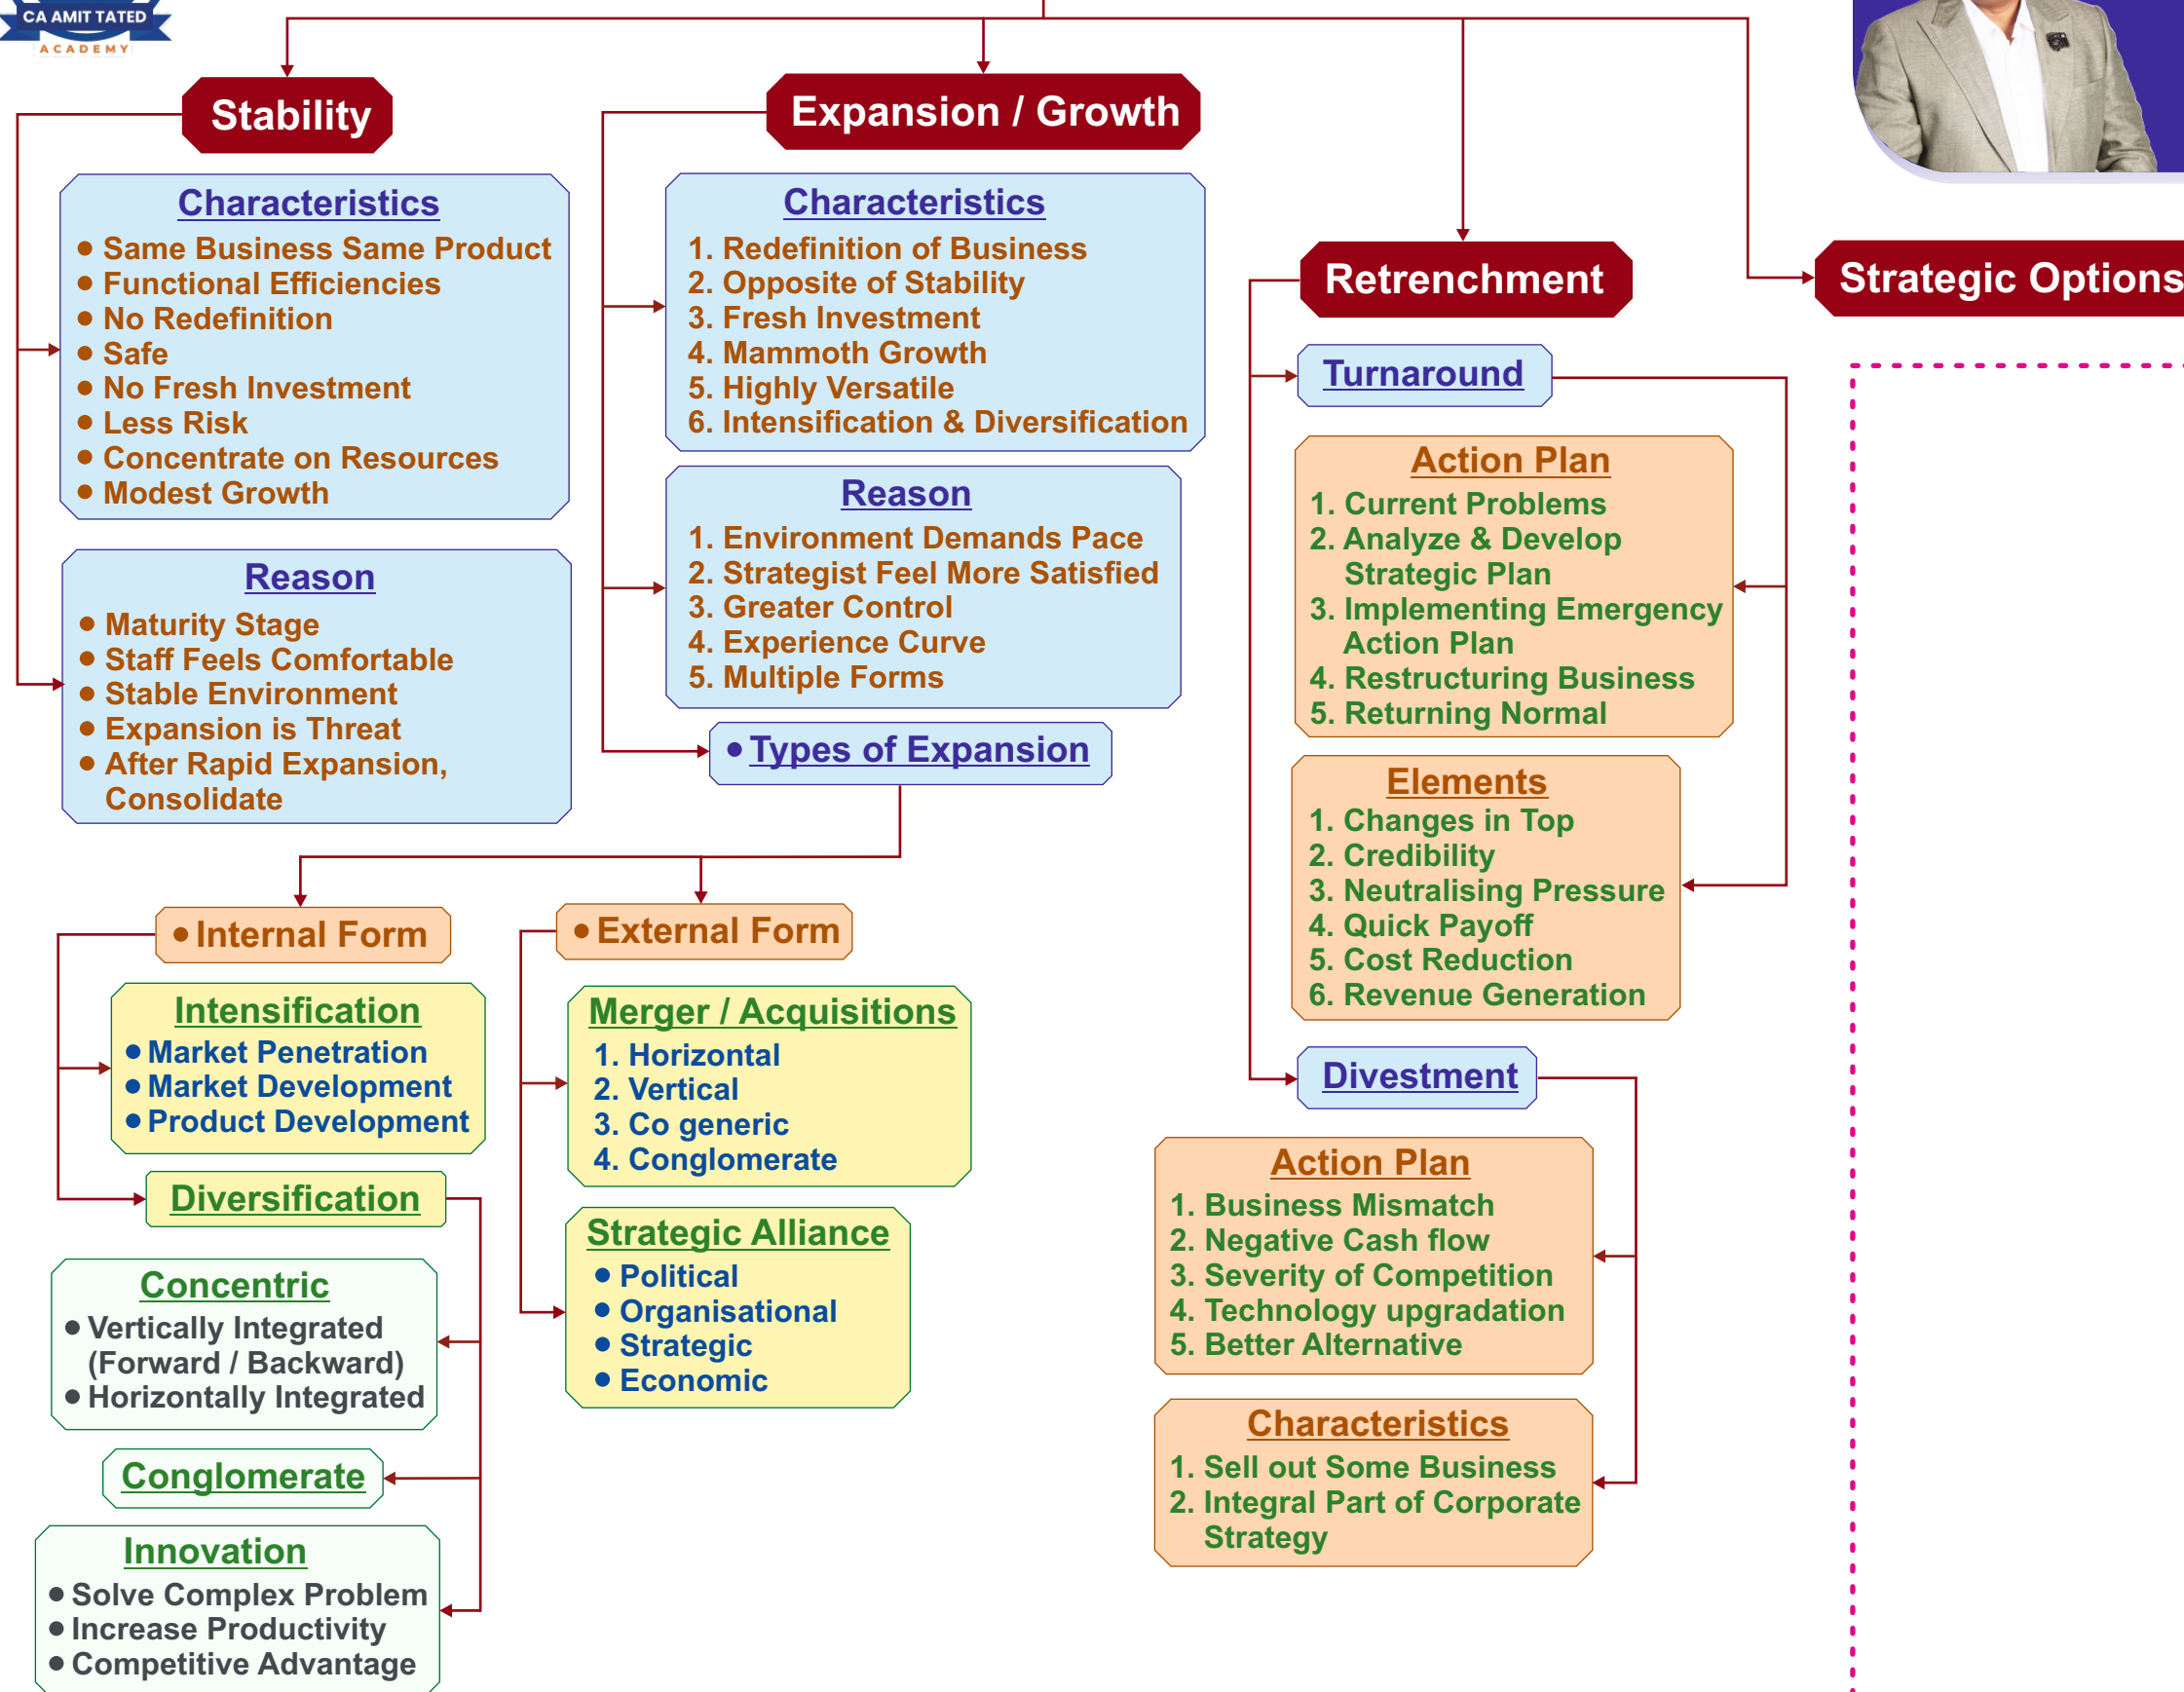 CA AMIT TATED
ACADEMY
Stability
Characteristics
• Same Business Same Product
• Functional Efficiencies
• No Redefinition
• Safe
• No Fresh Investment
• Less Risk
• Concentrate on Resources
• Modest Growth
Reason
• Maturity Stage
• Staff Feels Comfortable
• Stable Environment
• Expansion is Threat
• After Rapid Expansion,
Consolidate
Expansion / Growth
Characteristics
1. Redefinition of Business
2. Opposite of Stability
3. Fresh Investment
4. Mammoth Growth
5. Highly Versatile
6. Intensification & Diversification
Reason
1. Environment Demands Pace
2. Strategist Feel More Satisfied
3. Greater Control
4. Experience Curve
5. Multiple Forms
• Types of Expansion
• Internal Form
Intensification
• Market Penetration
• Market Development
• Product Development
Diversification
Concentric
• Vertically Integrated
(Forward / Backward)
• Horizontally Integrated
Conglomerate
Innovation
• Solve Complex Problem
• Increase Productivity
• Competitive Advantage
• External Form
Merger / Acquisitions
1. Horizontal
2. Vertical
3. Co generic
4. Conglomerate
Strategic Alliance
• Political
• Organisational
• Strategic
• Economic
Retrenchment
Turnaround
Action Plan
1. Current Problems
2. Analyze & Develop
Strategic Plan
3. Implementing Emergency
Action Plan
4. Restructuring Business
5. Returning Normal
Elements
1. Changes in Top
2. Credibility
3. Neutralising Pressure
4. Quick Payoff
5. Cost Reduction
6. Revenue Generation
Divestment
Action Plan
1. Business Mismatch
2. Negative Cash flow
3. Severity of Competition
4. Technology upgradation
5. Better Alternative
Characteristics
1. Sell out Some Business
2. Integral Part of Corporate
Strategy
Strategic Options